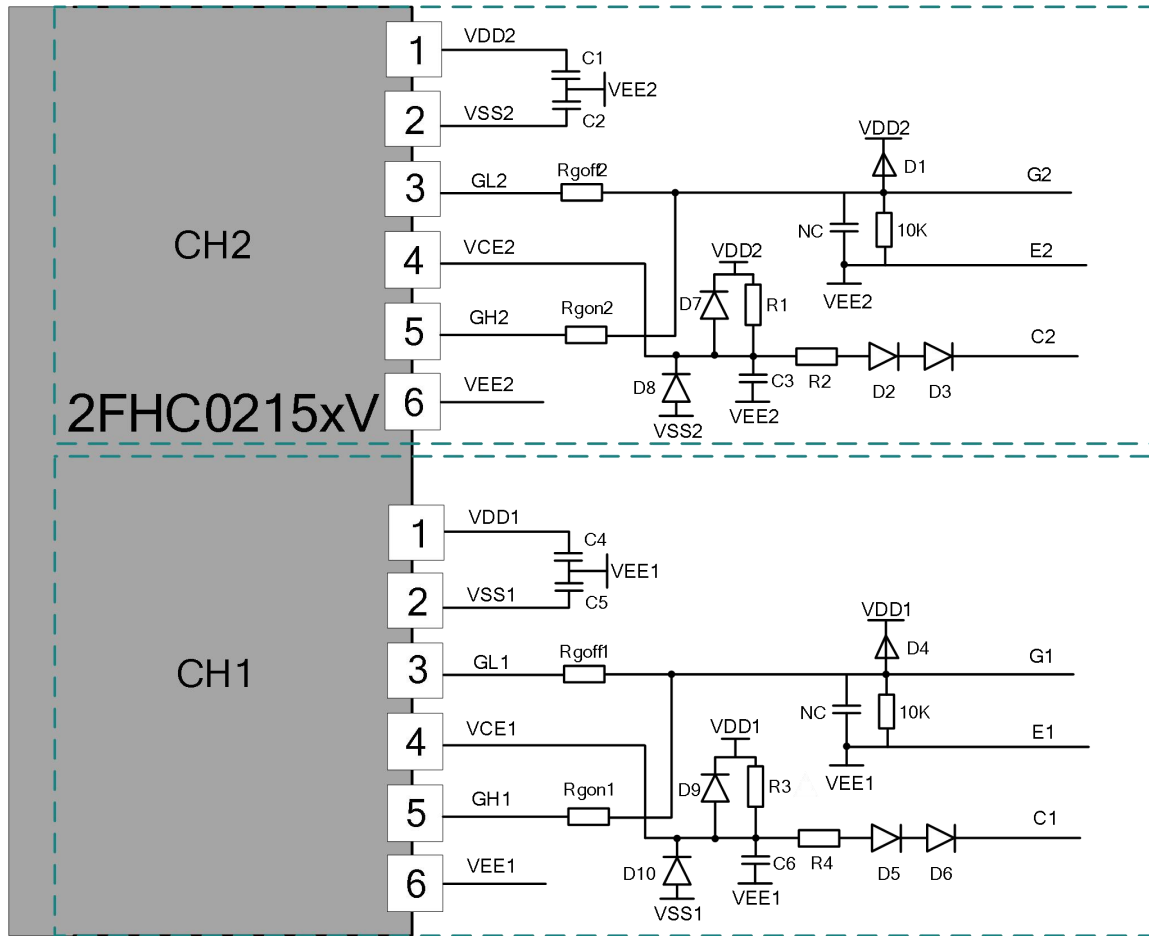 1 VDD2
C1
VEE2
2 VSS2 C2
VDD2
D1
3 GL2 Rgoff2 G2
CH2
NC 10K
4 VCE2 VDD2 E2
VEE2
D7 R1
5 GH2 Rgon2 C2
D8 C3 R2 D2 D3
6 VEE2 VEE2
VSS2
2FHC0215xV
1 VDD1
C4
VEE1
2 VSS1 C5
VDD1
D4
3 GL1 Rgoff1 G1
CH1
NC 10K
4 VCE1 VDD1 E1
VEE1
D9 R3
5 GH1 Rgon1 C1
D10 C6 R4 D5 D6
6 VEE1 VEE1
VSS1